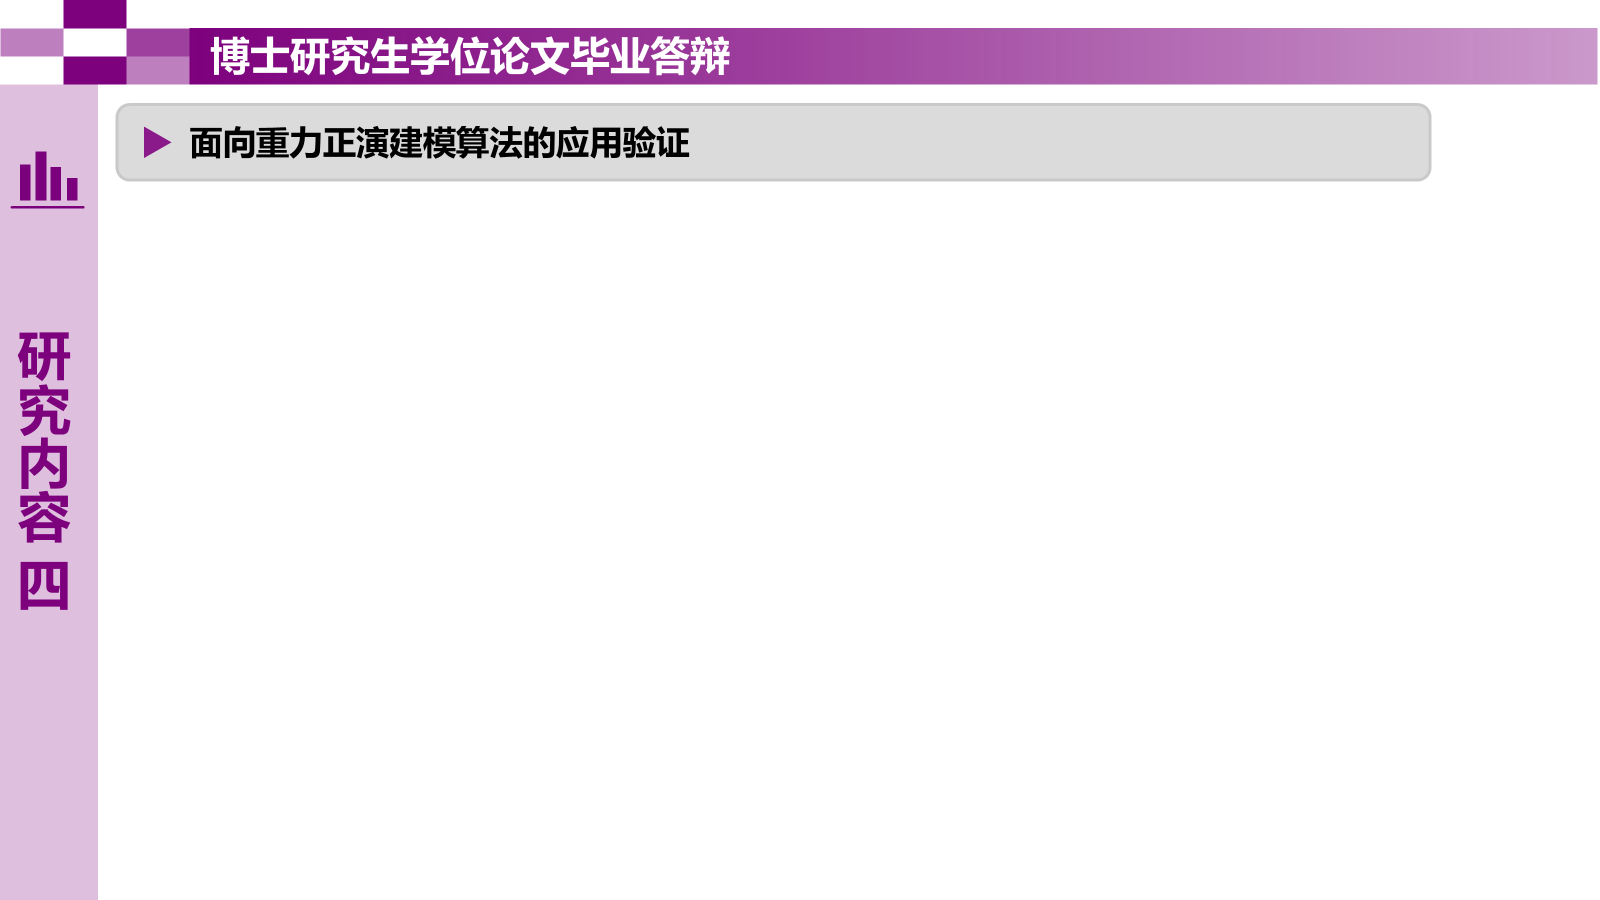 博士研究生学位论文毕业答辩
面向重力正演建模算法的应用验证
研究内容 四